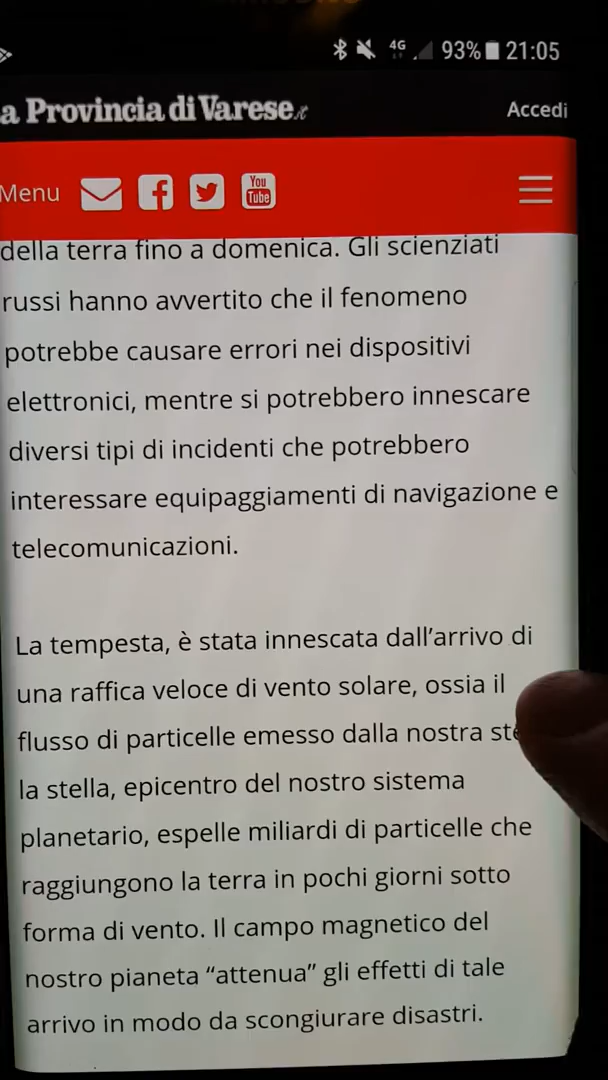 4G 93% 21:05
a Provincia di Varese.it
Accedi
Menu
You
Tube
della terra fino a domenica. Gli scienziati
russi hanno avvertito che il fenomeno
potrebbe causare errori nei dispositivi
elettronici, mentre si potrebbero innescare
diversi tipi di incidenti che potrebbero
interessare equipaggiamenti di navigazione e
telecomunicazioni.
La tempesta, è stata innescata dall'arrivo di
una raffica veloce di vento solare, ossia il
flusso di particelle emesso dalla nostra
la stella, epicentro del nostro sistema
planetario, espelle miliardi di particelle che
raggiungono la terra in pochi giorni sotto
forma di vento. Il campo magnetico del
nostro pianeta “attenua” gli effetti di tale
arrivo in modo da scongiurare disastri.